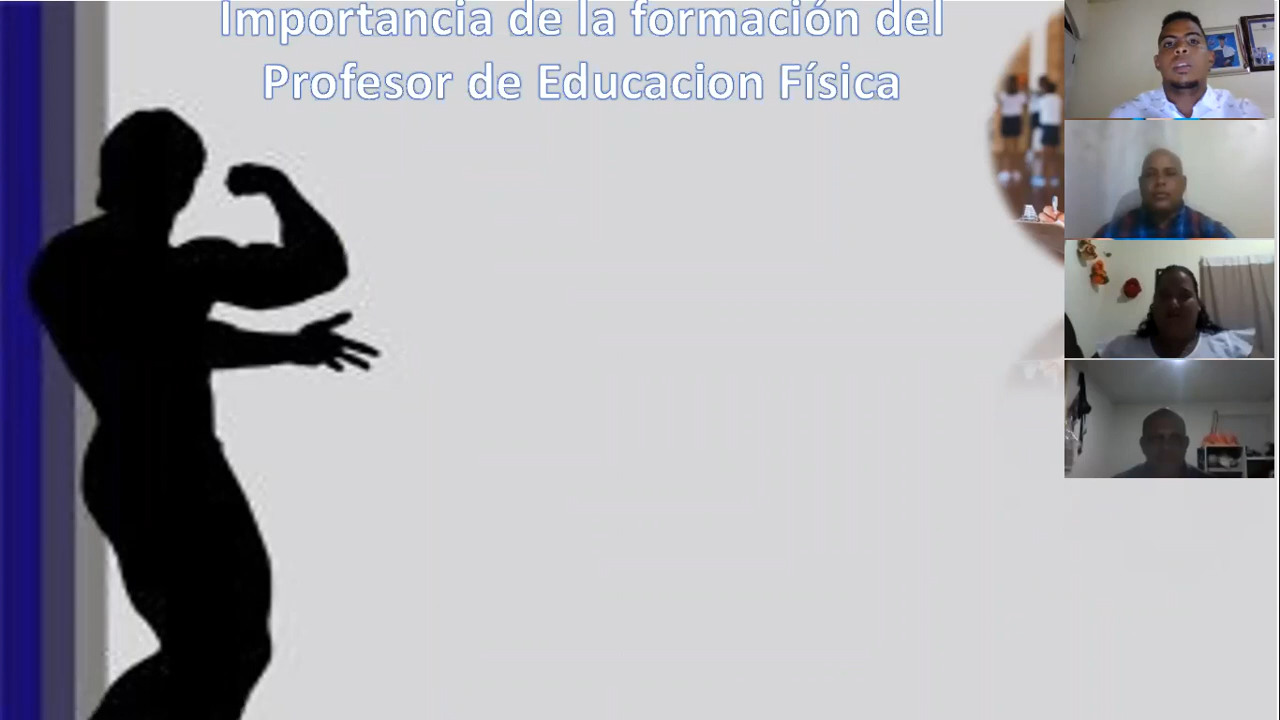 Importancia de la formación del
Profesor de Educacion Física